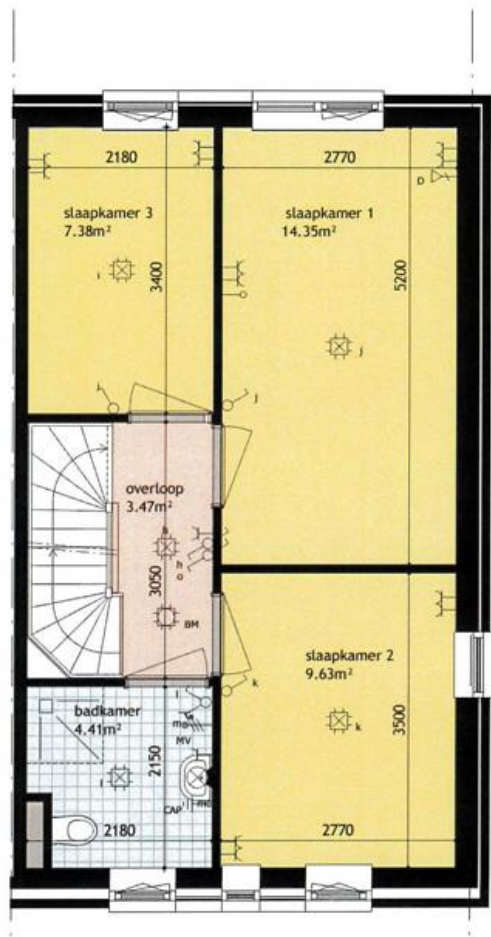 2180
2770
D
slaapkamer 3
7.38m²
slaapkamer 1
14.35m²
3400
5200
i
j
i
j
overloop
3.47m²
h
h
o
3050
BM
slaapkamer 2
9.63m²
k
badkamer
4.41m²
l
MV
k
3500
2150
l
CAP
2180
2770